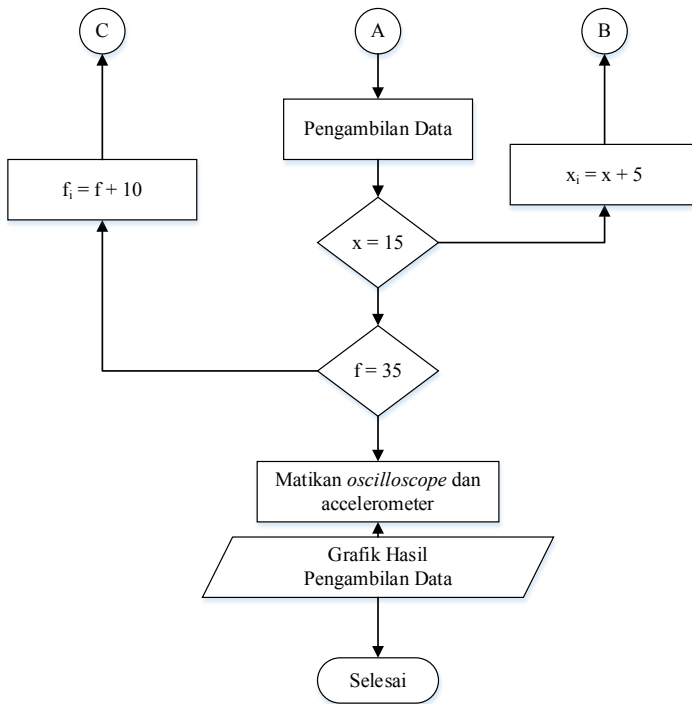 C
A
B
Pengambilan Data
fᵢ = f + 10
xᵢ = x + 5
x = 15
f = 35
Matikan oscilloscope dan
accelerometer
Grafik Hasil
Pengambilan Data
Selesai